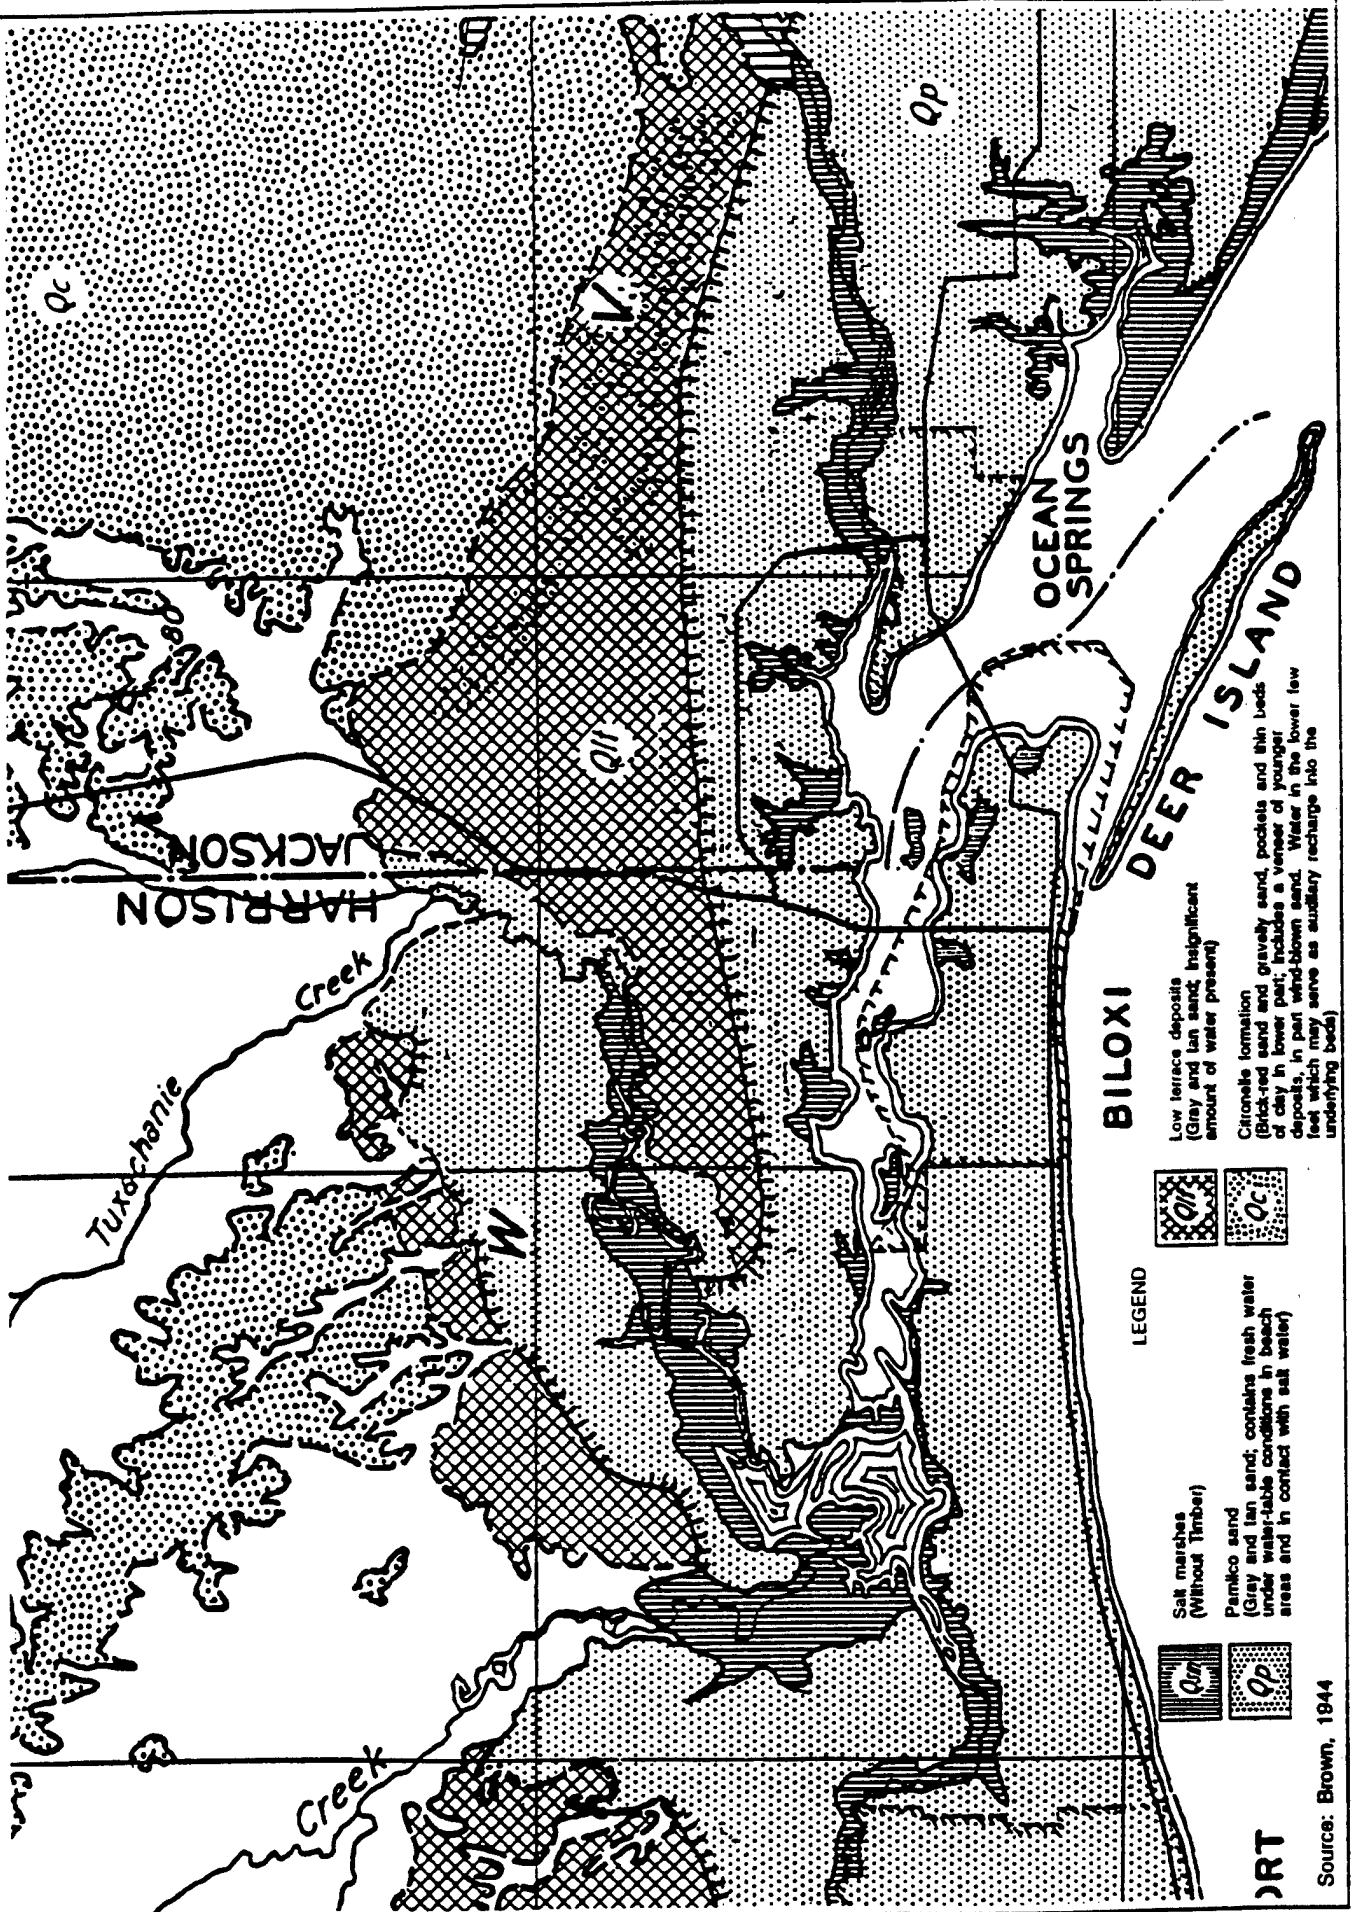 Qc
Qp
V
80
Qlt
JACKSON
HARRISON
Tuxachanie
Creek
W
Creek
OCEAN
SPRINGS
DEER ISLAND
BILOXI
LEGEND
Qm
Salt marshes
(Without Timber)
Qp
Pamlico sand
(Gray and tan sand; contains fresh water
under water-table conditions in beach
areas and in contact with salt water)
Qlt
Low terrace deposits
(Gray and tan sand; insignificant
amount of water present)
Qc
Citronelle formation
(Brick-red sand and gravelly sand, pockets and thin beds
of clay in lower part; includes a veneer of younger
deposits, in part wind-blown sand. Water in the lower few
feet which may serve as auxiliary recharge into the
underlying beds)
Source: Brown, 1944